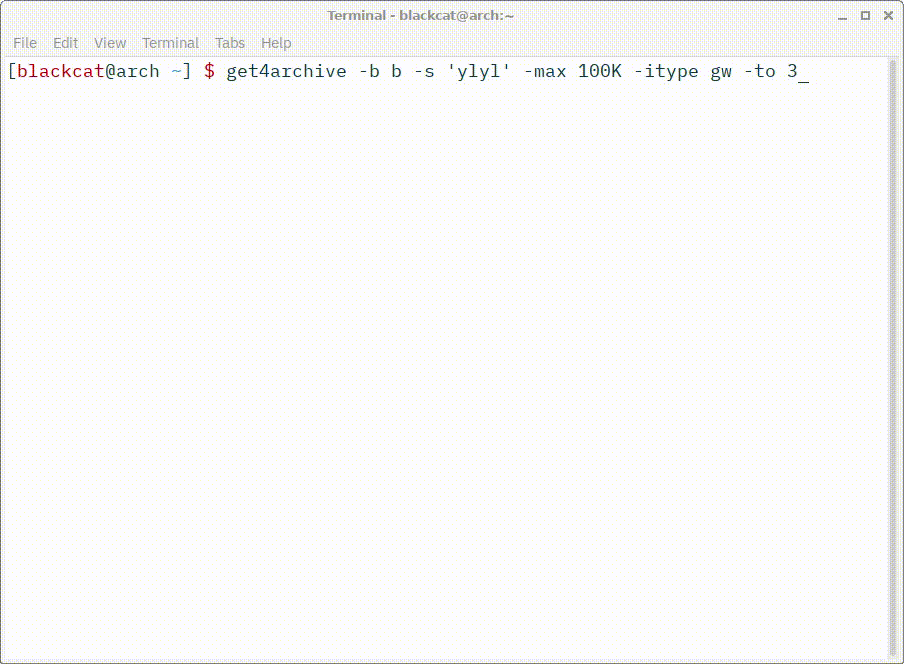 Terminal - blackcat@arch:~
File Edit View Terminal Tabs Help
[blackcat@arch ~] $ get4archive -b b -s 'ylyl' -max 100K -itype gw -to 3_